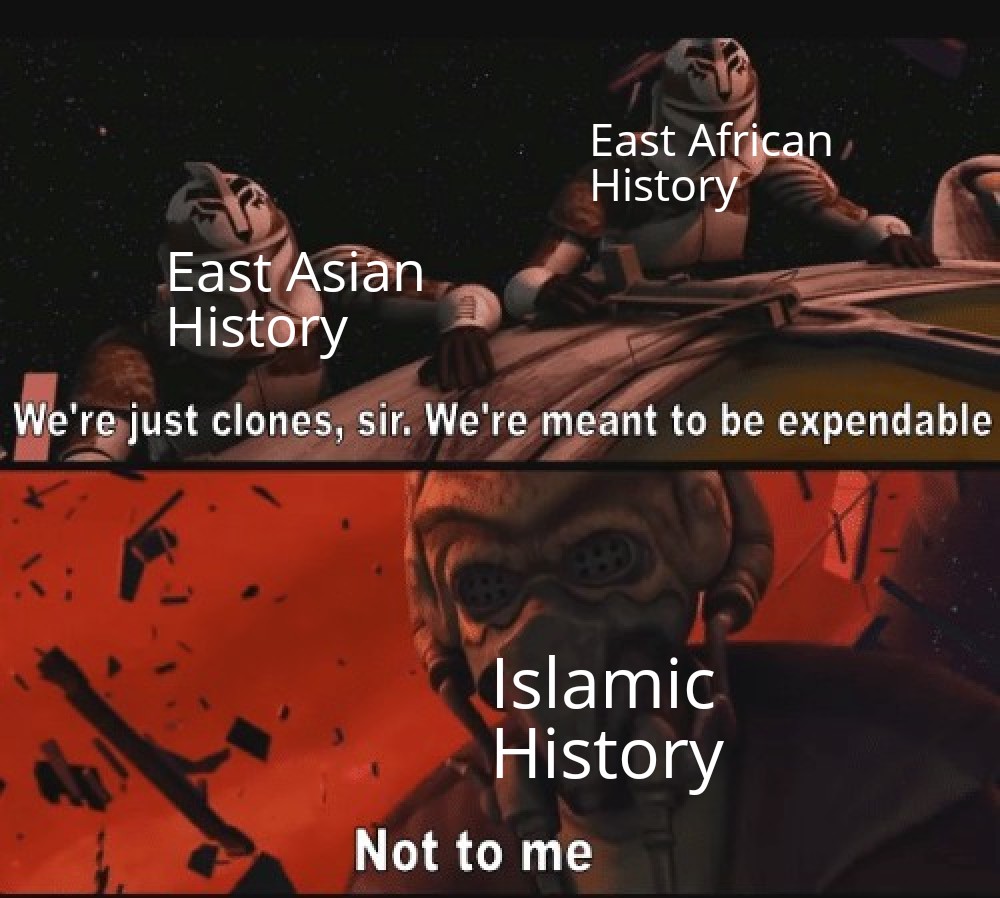 East African
History
East Asian
History
We're just clones, sir. We're meant to be expendable
Islamic
History
Not to me